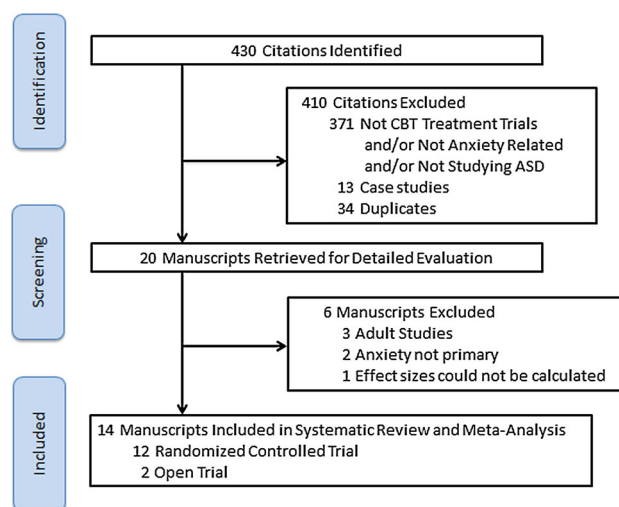 Identification
430 Citations Identified
410 Citations Excluded
371 Not CBT Treatment Trials
and/or Not Anxiety Related
and/or Not Studying ASD
13 Case studies
34 Duplicates
Screening
20 Manuscripts Retrieved for Detailed Evaluation
6 Manuscripts Excluded
3 Adult Studies
2 Anxiety not primary
1 Effect sizes could not be calculated
Included
14 Manuscripts Included in Systematic Review and Meta-Analysis
12 Randomized Controlled Trial
2 Open Trial